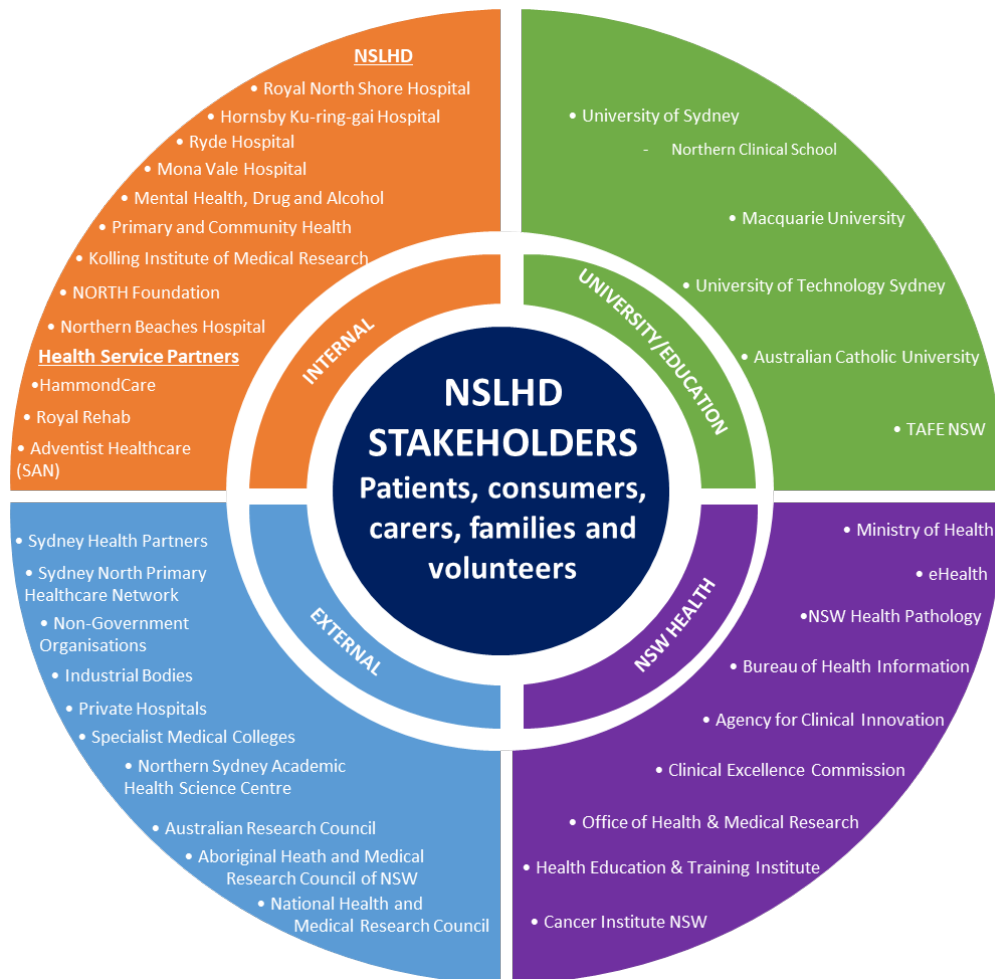 NSLHD
• Royal North Shore Hospital
• Hornsby Ku-ring-gai Hospital
• Ryde Hospital
• Mona Vale Hospital
• Mental Health, Drug and Alcohol
• Primary and Community Health
• Kolling Institute of Medical Research
• NORTH Foundation
• Northern Beaches Hospital
Health Service Partners
•HammondCare
• Royal Rehab
• Adventist Healthcare
(SAN)
INTERNAL
• University of Sydney
- Northern Clinical School
• Macquarie University
• University of Technology Sydney
• Australian Catholic University
• TAFE NSW
UNIVERSITY/EDUCATION
NSLHD
STAKEHOLDERS
Patients, consumers,
carers, families and
volunteers
• Sydney Health Partners
• Sydney North Primary
Healthcare Network
• Non-Government
Organisations
• Industrial Bodies
• Private Hospitals
• Specialist Medical Colleges
• Northern Sydney Academic
Health Science Centre
• Australian Research Council
• Aboriginal Heath and Medical
Research Council of NSW
• National Health and
Medical Research Council
EXTERNAL
• Ministry of Health
• eHealth
•NSW Health Pathology
• Bureau of Health Information
• Agency for Clinical Innovation
• Clinical Excellence Commission
• Office of Health & Medical Research
• Health Education & Training Institute
• Cancer Institute NSW
NSW HEALTH